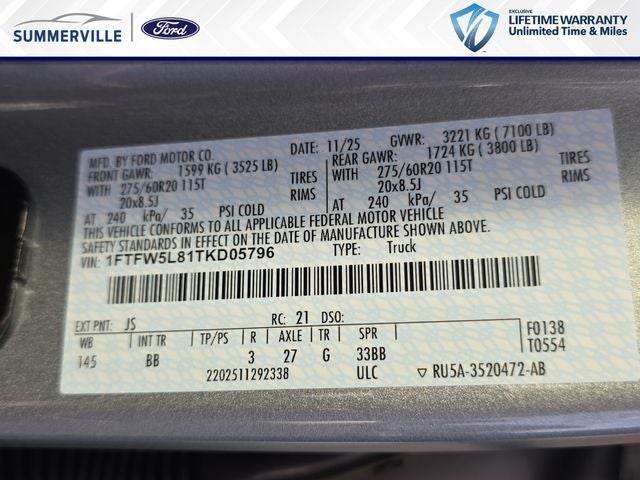 SUMMERVILLE
Ford
EXCLUSIVE
LIFETIME WARRANTY
Unlimited Time & Miles
MFD. BY FORD MOTOR CO.
DATE: 11/25 GVWR: 3221 KG ( 7100 LB)
FRONT GAWR: 1599 KG ( 3525 LB)
REAR GAWR: 1724 KG ( 3800 LB)
WITH 275/60R20 115T TIRES
WITH 275/60R20 115T TIRES
20x8.5J RIMS
20x8.5J RIMS
AT 240 kPa/ 35 PSI COLD
AT 240 kPa/ 35 PSI COLD
THIS VEHICLE CONFORMS TO ALL APPLICABLE FEDERAL MOTOR VEHICLE
SAFETY STANDARDS IN EFFECT ON THE DATE OF MANUFACTURE SHOWN ABOVE.
VIN: 1FTFW5L81TKD05796 TYPE: Truck
EXT PNT: JS RC: 21 DSO:
WB INT TR TP/PS R AXLE TR SPR
145 BB 3 27 G 33BB
F0138
T0554
2202511292338 ULC ▽ RU5A-3520472-AB